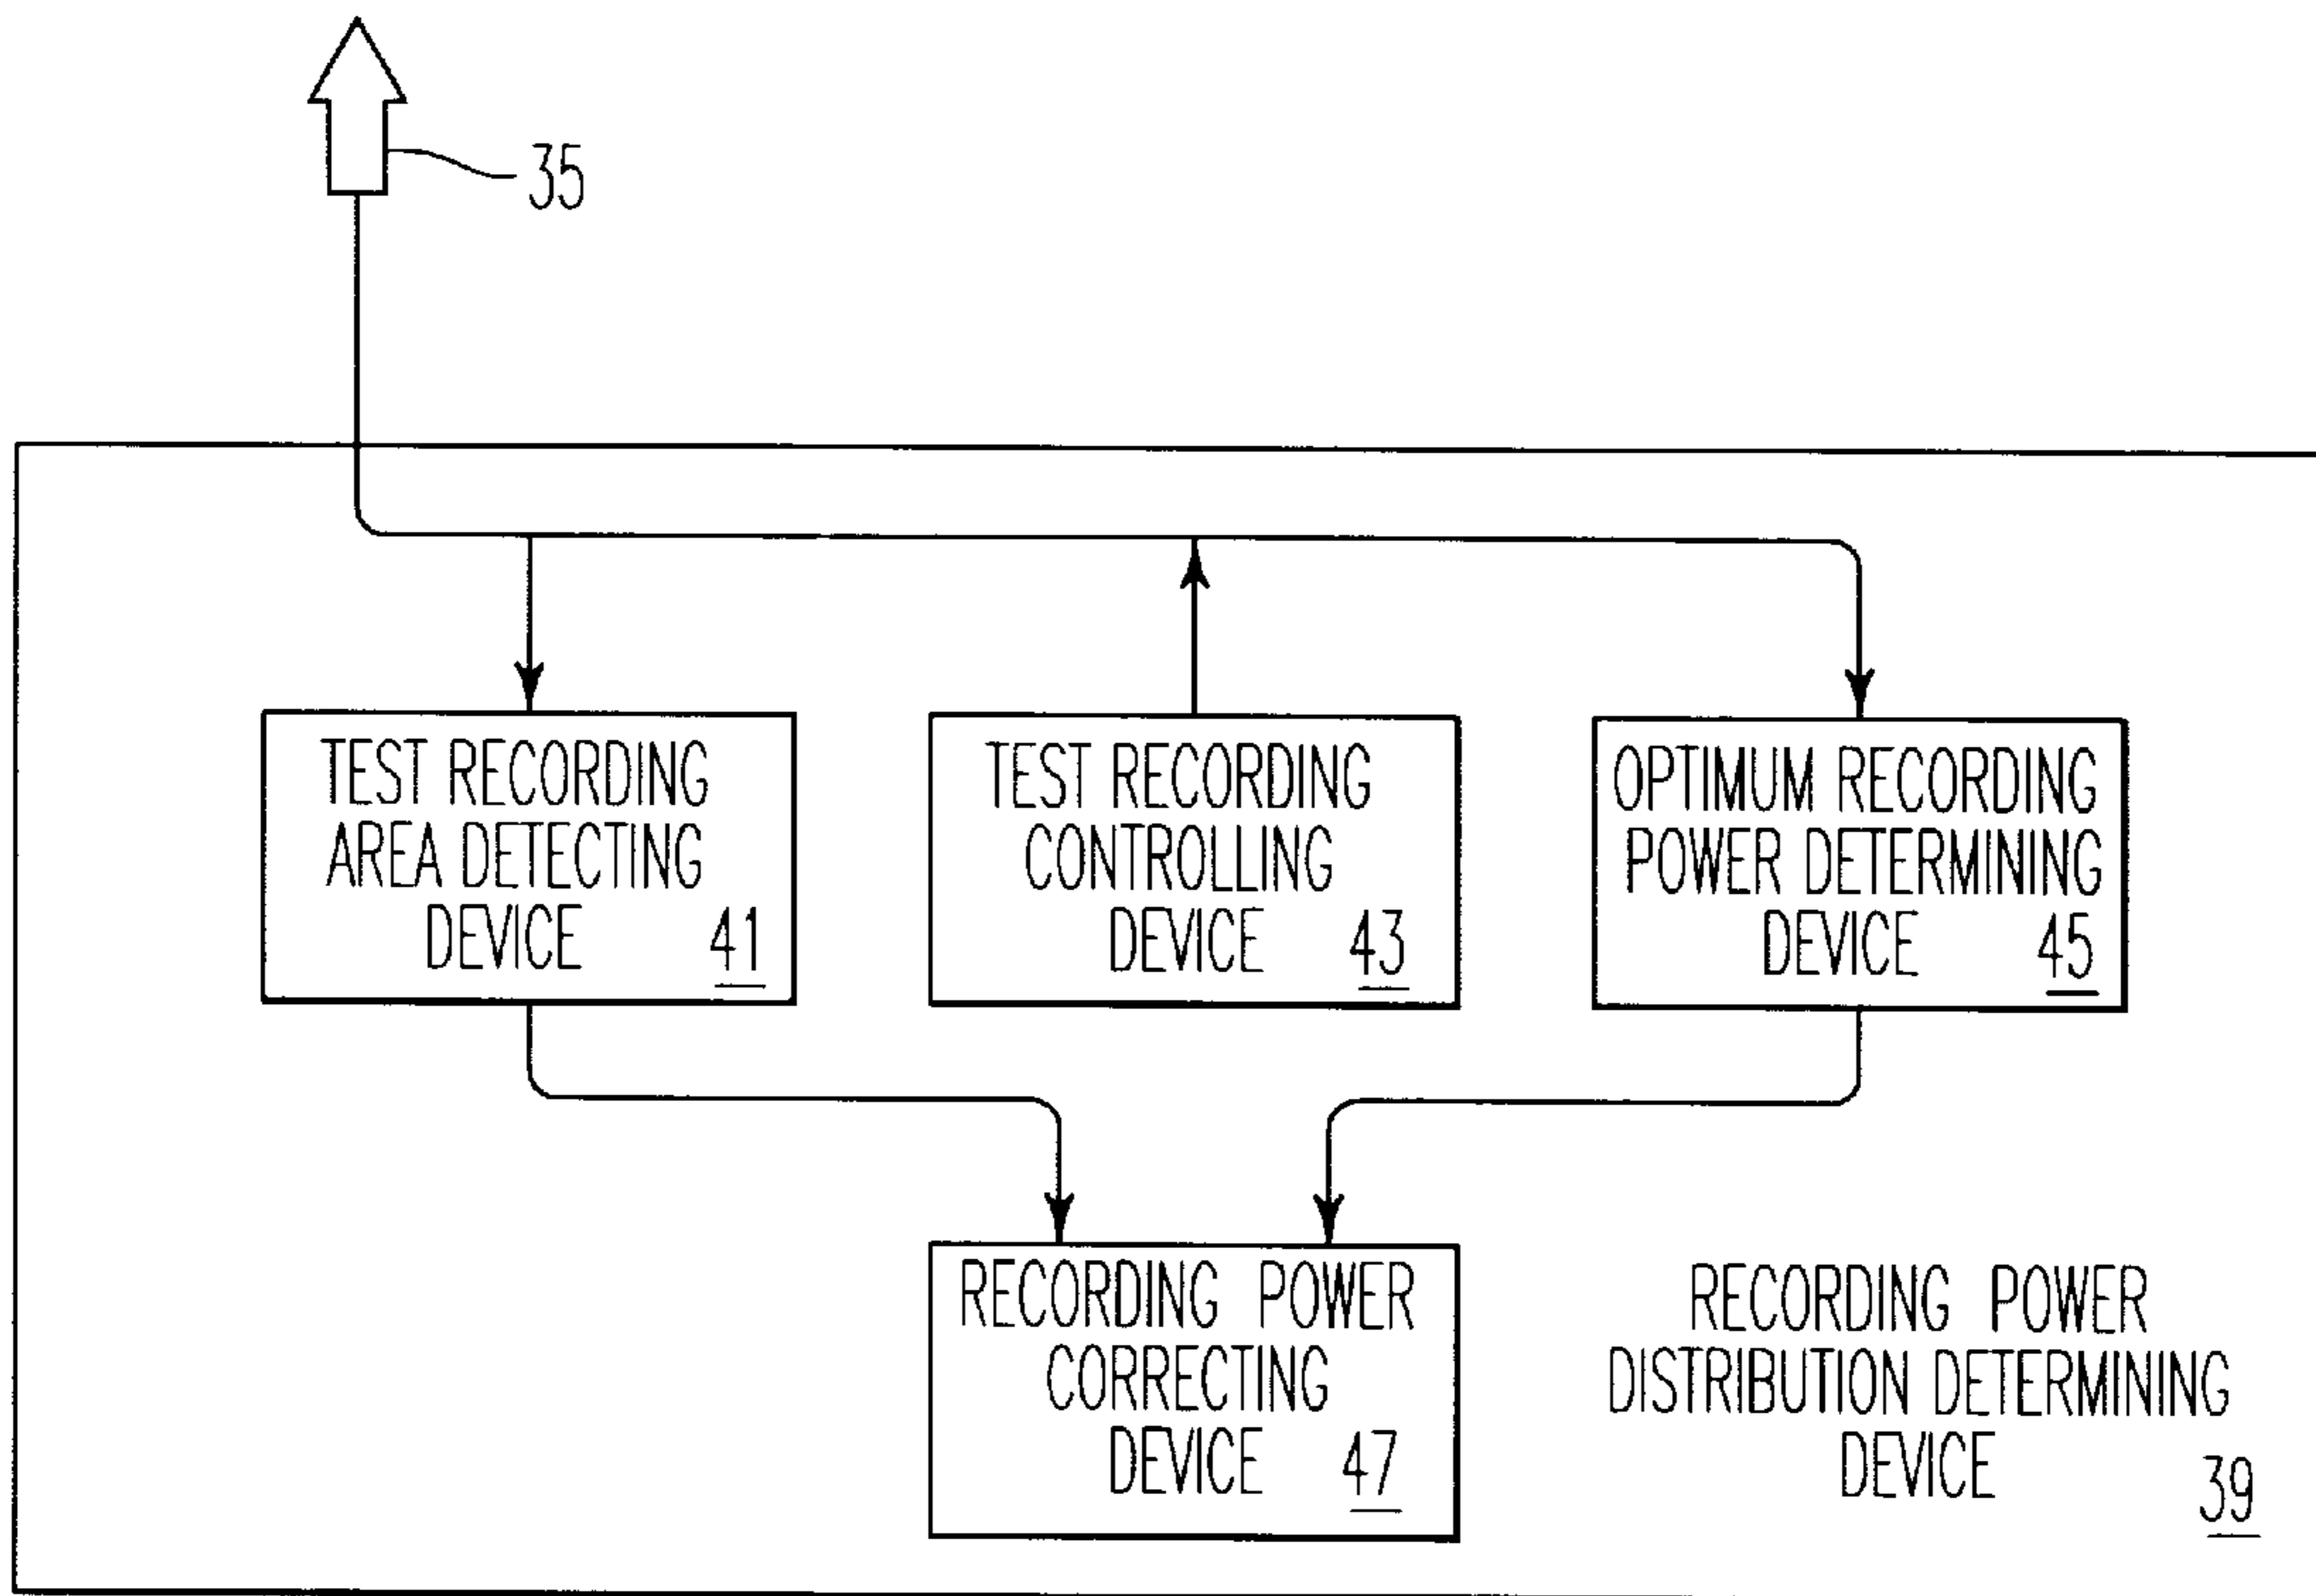 35
TEST RECORDING
AREA DETECTING
DEVICE 41
TEST RECORDING
CONTROLLING
DEVICE 43
OPTIMUM RECORDING
POWER DETERMINING
DEVICE 45
RECORDING POWER
CORRECTING
DEVICE 47
RECORDING POWER
DISTRIBUTION DETERMINING
DEVICE
39